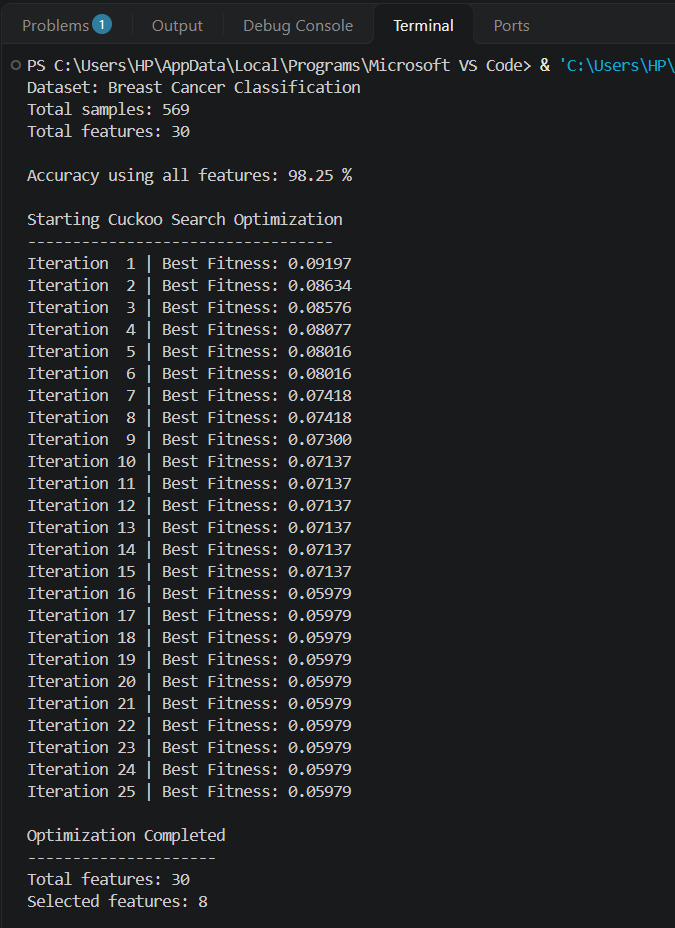 Problems 1 Output Debug Console Terminal Ports
PS C:\Users\HP\AppData\Local\Programs\Microsoft VS Code> & 'C:\Users\HP\
Dataset: Breast Cancer Classification
Total samples: 569
Total features: 30
Accuracy using all features: 98.25 %
Starting Cuckoo Search Optimization
----------------------------------
Iteration  1 | Best Fitness: 0.09197
Iteration  2 | Best Fitness: 0.08634
Iteration  3 | Best Fitness: 0.08576
Iteration  4 | Best Fitness: 0.08077
Iteration  5 | Best Fitness: 0.08016
Iteration  6 | Best Fitness: 0.08016
Iteration  7 | Best Fitness: 0.07418
Iteration  8 | Best Fitness: 0.07418
Iteration  9 | Best Fitness: 0.07300
Iteration 10 | Best Fitness: 0.07137
Iteration 11 | Best Fitness: 0.07137
Iteration 12 | Best Fitness: 0.07137
Iteration 13 | Best Fitness: 0.07137
Iteration 14 | Best Fitness: 0.07137
Iteration 15 | Best Fitness: 0.07137
Iteration 16 | Best Fitness: 0.05979
Iteration 17 | Best Fitness: 0.05979
Iteration 18 | Best Fitness: 0.05979
Iteration 19 | Best Fitness: 0.05979
Iteration 20 | Best Fitness: 0.05979
Iteration 21 | Best Fitness: 0.05979
Iteration 22 | Best Fitness: 0.05979
Iteration 23 | Best Fitness: 0.05979
Iteration 24 | Best Fitness: 0.05979
Iteration 25 | Best Fitness: 0.05979
Optimization Completed
---------------------
Total features: 30
Selected features: 8